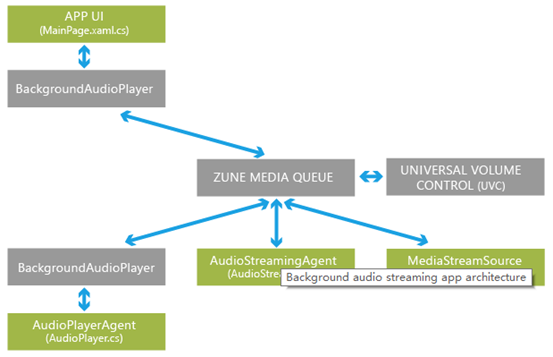 APP UI
(MainPage.xaml.cs)
BackgroundAudioPlayer
ZUNE MEDIA QUEUE
UNIVERSAL VOLUME
CONTROL (UVC)
BackgroundAudioPlayer
AudioStreamingAgent
(AudioStre
MediaStreamSource
Background audio streaming app architecture
AudioPlayerAgent
(AudioPlayer.cs)